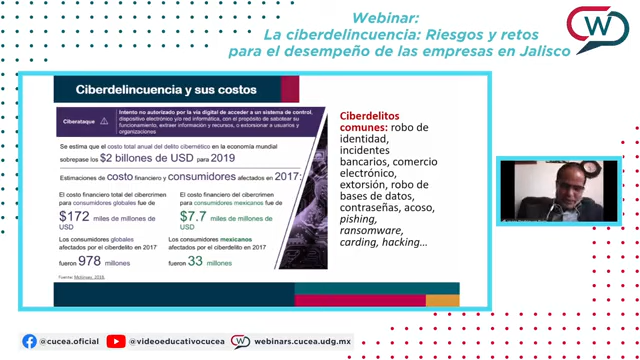 Webinar:
La ciberdelincuencia: Riesgos y retos
para el desempeño de las empresas en Jalisco
W
Ciberdelincuencia y sus costos
Ciberataque
Intento no autorizado por la vía digital de acceder a un sistema de control,
dispositivo electrónico y/o red informática, con el propósito de sabotear su
funcionamiento, extraer información y recursos, o extorsionar a usuarios y
organizaciones
Se estima que el costo total anual del delito cibernético en la economía mundial
sobrepase los $2 billones de USD para 2019
Estimaciones de costo financiero y consumidores afectados en 2017:
El costo financiero total del cibercrimen
para consumidores globales fue de
$172 miles de millones de
USD
Los consumidores globales
afectados por el ciberdelito en 2017
fueron 978 millones
El costo financiero del cibercrimen
para consumidores mexicanos fue de
$7.7 miles de millones de
USD
Los consumidores mexicanos
afectados por el ciberdelito en 2017
fueron 33 millones
Fuente: McKinsey, 2018.
Ciberdelitos
comunes: robo de
identidad,
incidentes
bancarios, comercio
electrónico,
extorsión, robo de
bases de datos,
contraseñas, acoso,
pishing,
ransomware,
carding, hacking...
@cucea.oficial
@videoeducativocucea
W
webinars.cucea.udg.mx